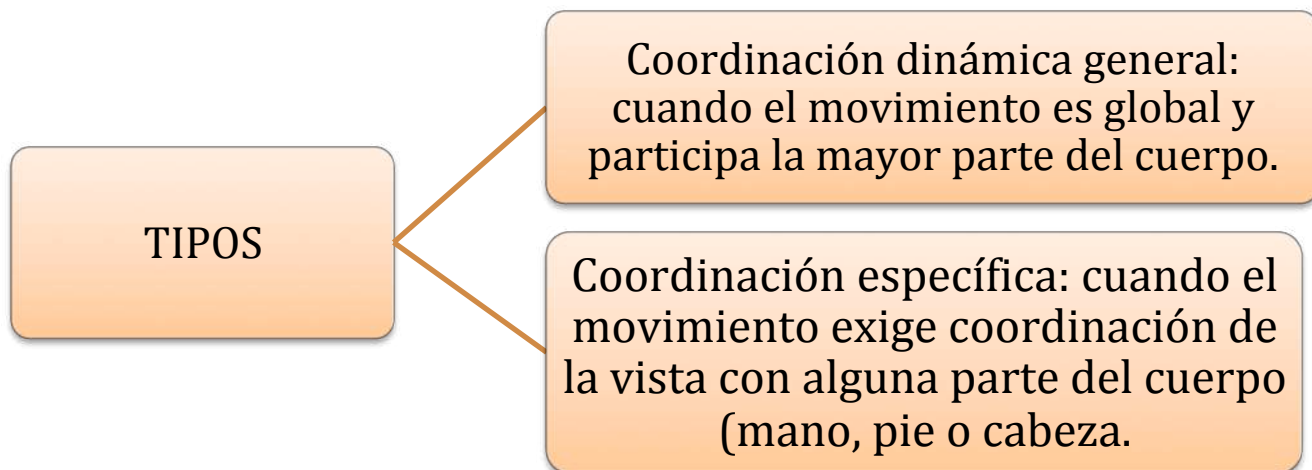 TIPOS
Coordinación dinámica general:
cuando el movimiento es global y
participa la mayor parte del cuerpo.
Coordinación específica: cuando el
movimiento exige coordinación de
la vista con alguna parte del cuerpo
(mano, pie o cabeza.